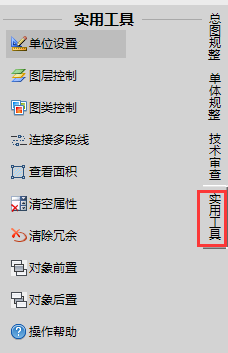 实用工具
单位设置
图层控制
图类控制
连接多段线
查看面积
清空属性
清除冗余
对象前置
对象后置
操作帮助
总图规整
单体规整
技术审查
实用工具